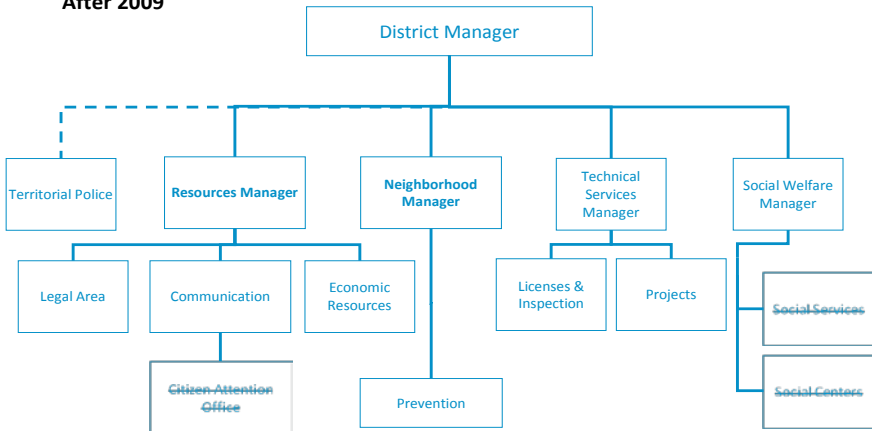 After 2009
District Manager
Territorial Police
Resources Manager
Neighborhood
Manager
Technical
Services
Manager
Social Welfare
Manager
Legal Area
Communication
Economic
Resources
Licenses &
Inspection
Projects
Social Services
Citizen Attention
Office
Prevention
Social Centers